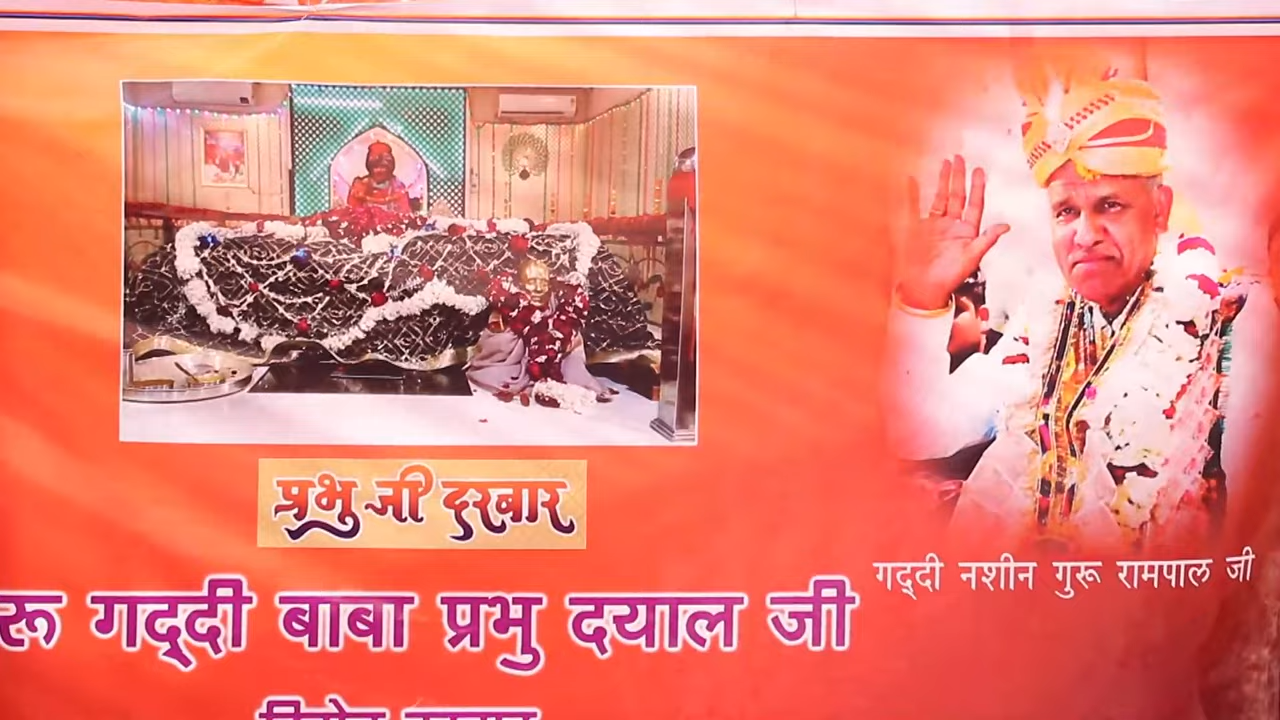 प्रभु जी दरबार
गद्दी नशीन गुरू रामपाल जी
गद्दी बाबा प्रभु दयाल जी